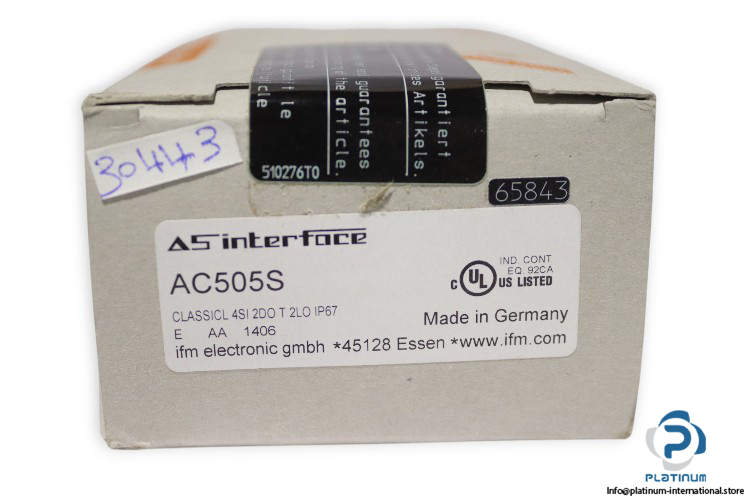 garantiert
Artikels.
guarantees
the article.
510276T0
30443
65843
AS interface
AC505S
CLASSICL 4SI 2DO T 2LO IP67
E AA 1406
ifm electronic gmbh *45128 Essen *www.ifm.com
c UL US LISTED
IND. CONT.
EQ. 92CA
Made in Germany
PLATINUM
Info@platinum-international.store